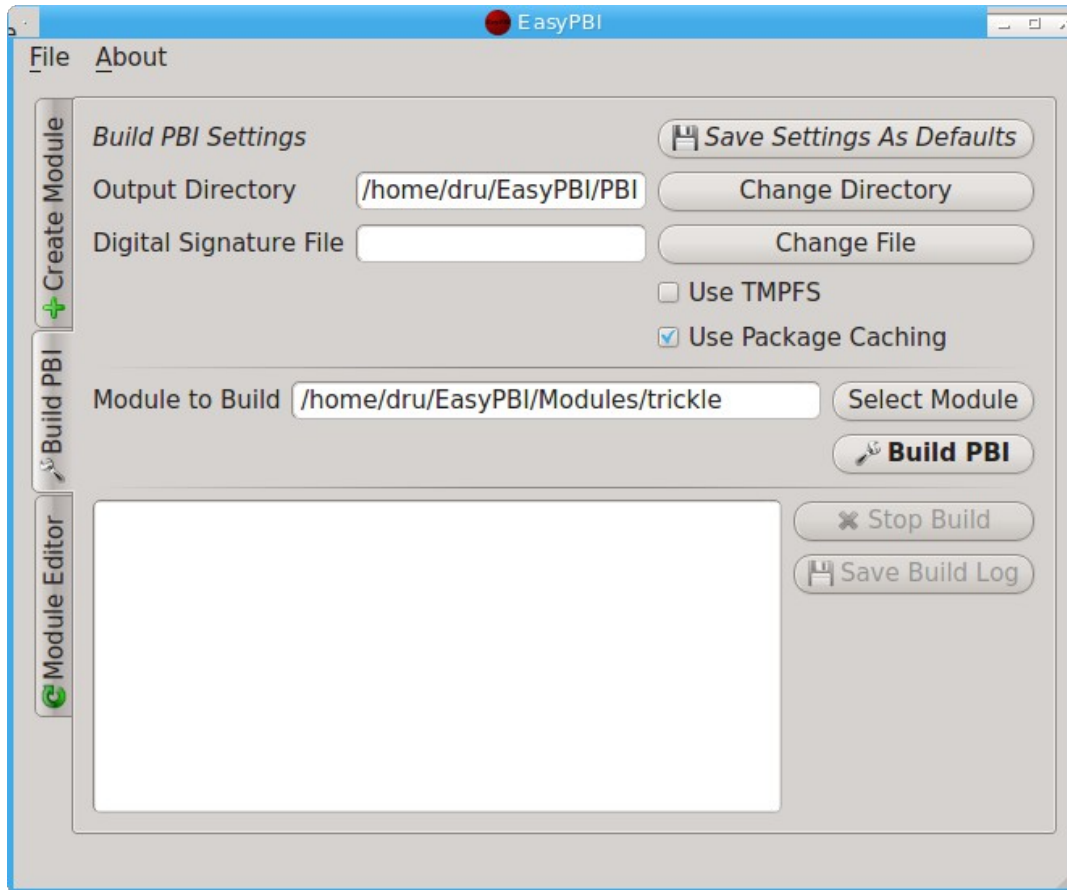 EasyPBI
File About
Create Module
Build PBI
Module Editor
Build PBI Settings Save Settings As Defaults
Output Directory /home/dru/EasyPBI/PBI Change Directory
Digital Signature File Change File
Use TMPFS
Use Package Caching
Module to Build /home/dru/EasyPBI/Modules/trickle Select Module
Build PBI
Stop Build
Save Build Log